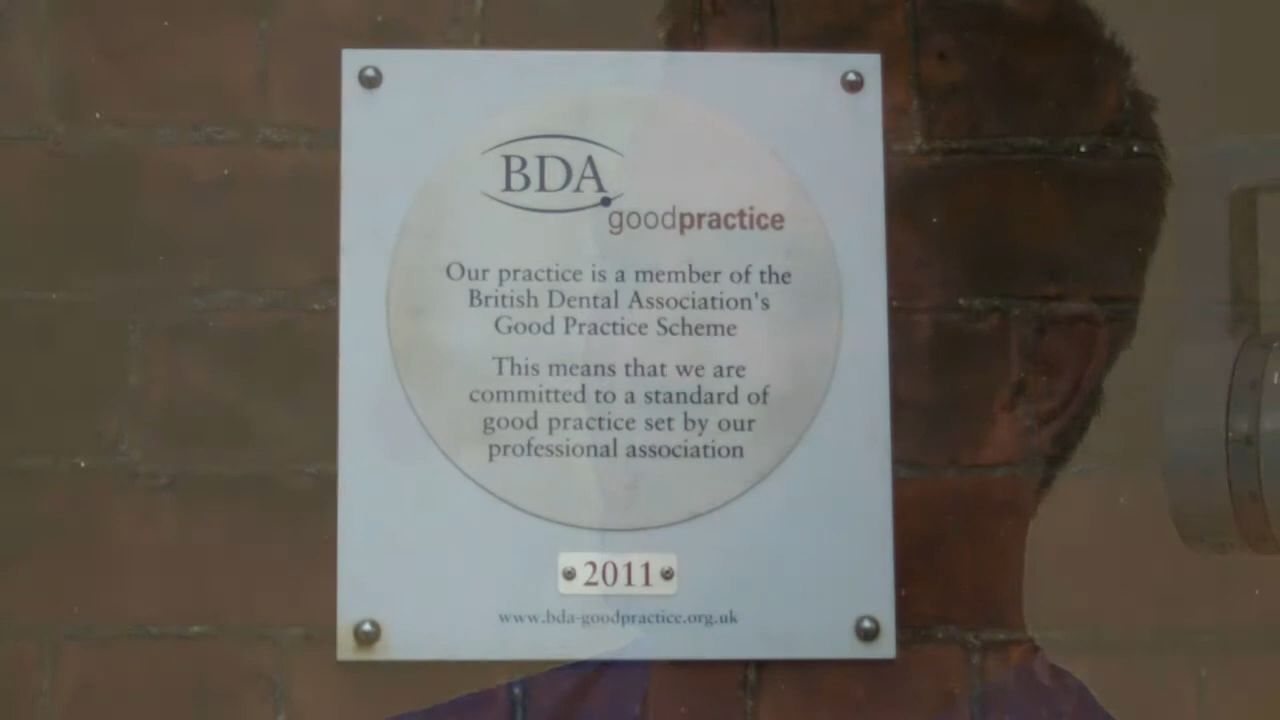 BDA
goodpractice
Our practice is a member of the
British Dental Association's
Good Practice Scheme
This means that we are
committed to a standard of
good practice set by our
professional association
2011
www.bda-goodpractice.org.uk